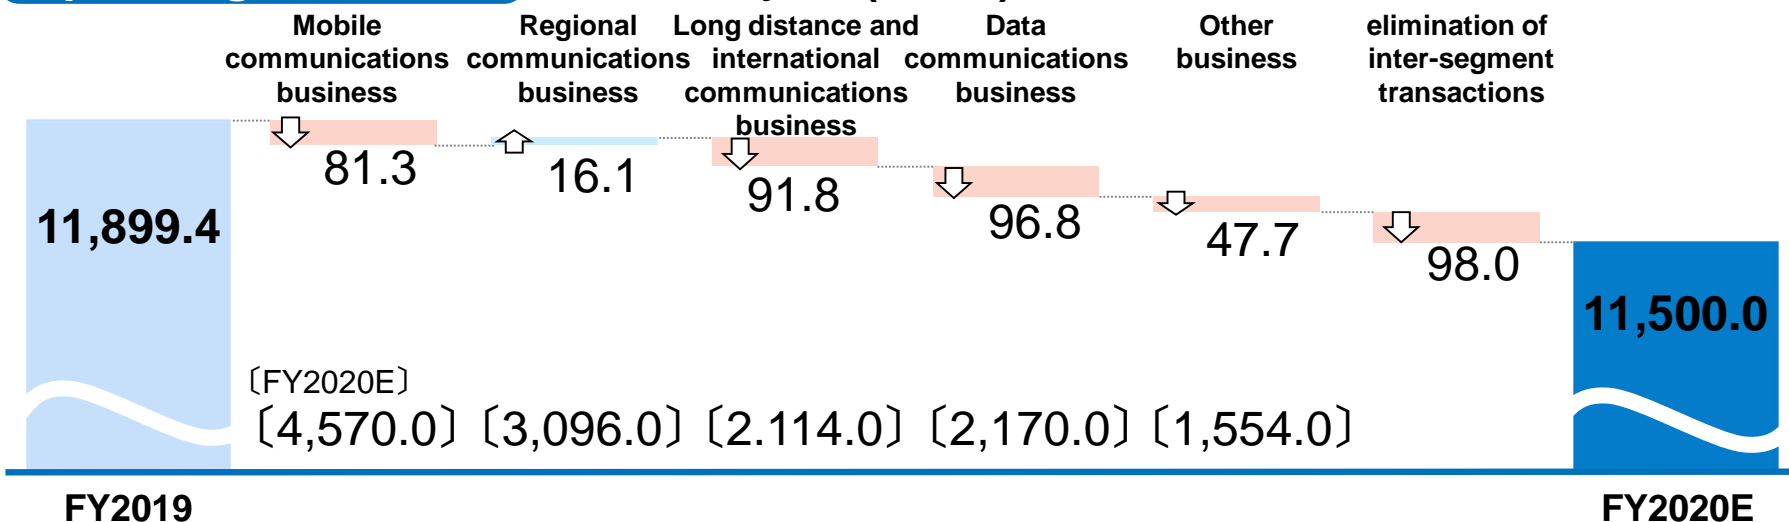 Mobile
communications
business
Regional
communications
business
Long distance and
international
communications
business
Data
communications
business
Other
business
elimination of
inter-segment
transactions
11,899.4
81.3
16.1
91.8
96.8
47.7
98.0
11,500.0
〔FY2020E〕
〔4,570.0〕
〔3,096.0〕
〔2.114.0〕
〔2,170.0〕
〔1,554.0〕
FY2019
FY2020E